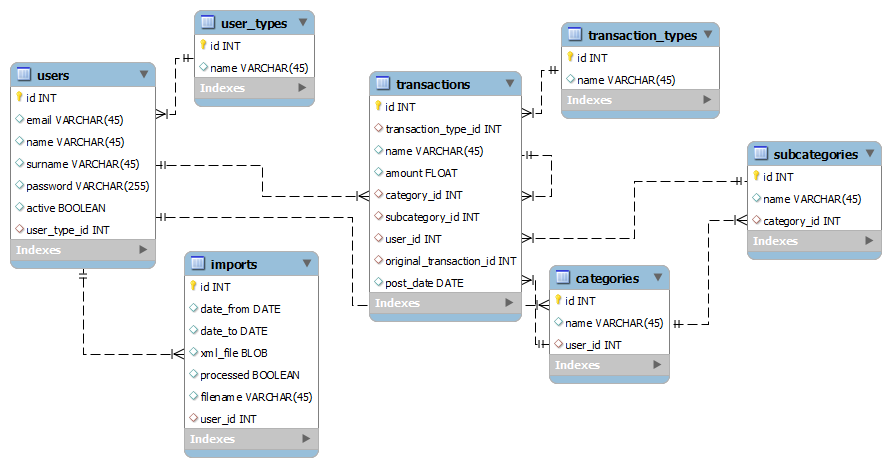 user_types
id INT
name VARCHAR(45)
Indexes
transaction_types
id INT
name VARCHAR(45)
Indexes
users
id INT
email VARCHAR(45)
name VARCHAR(45)
surname VARCHAR(45)
password VARCHAR(255)
active BOOLEAN
user_type_id INT
Indexes
transactions
id INT
transaction_type_id INT
name VARCHAR(45)
amount FLOAT
category_id INT
subcategory_id INT
user_id INT
original_transaction_id INT
post_date DATE
Indexes
subcategories
id INT
name VARCHAR(45)
category_id INT
Indexes
imports
id INT
date_from DATE
date_to DATE
xml_file BLOB
processed BOOLEAN
filename VARCHAR(45)
user_id INT
Indexes
categories
id INT
name VARCHAR(45)
user_id INT
Indexes